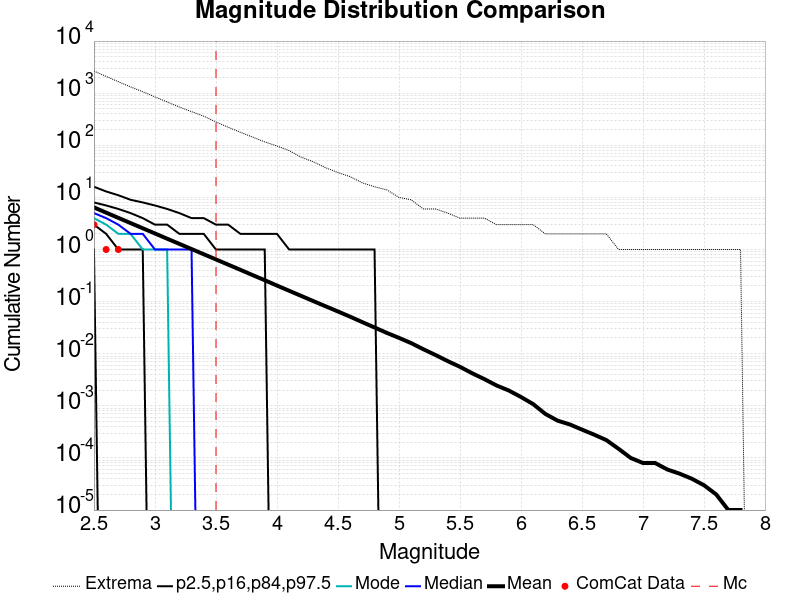 Magnitude Distribution Comparison
10 4
10 3
10 2
10 1
10 0
10 -1
10 -2
10 -3
10 -4
10 -5
Cumulative Number
2.5 3 3.5 4 4.5 5 5.5 6 6.5 7 7.5 8
Magnitude
Extrema p2.5,p16,p84,p97.5 Mode Median Mean ComCat Data Mc